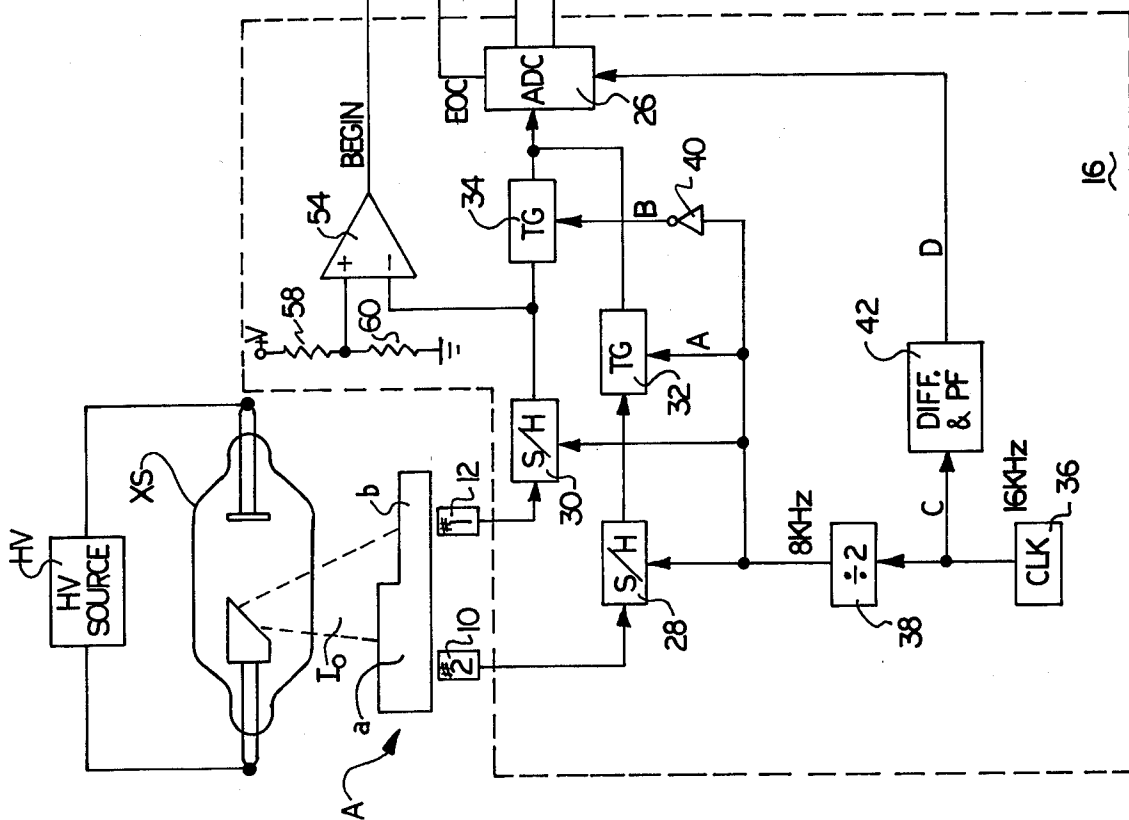 HV
HV
SOURCE
XS
I₀
a
b
A
#2
10
#1
12
+V
58
60
54
+
−
BEGIN
EOC
ADC
26
S/H
30
TG
34
S/H
28
TG
32
A
B
40
8KHz
÷2
38
C
16KHz
CLK
36
DIFF.
& PF
42
D
16